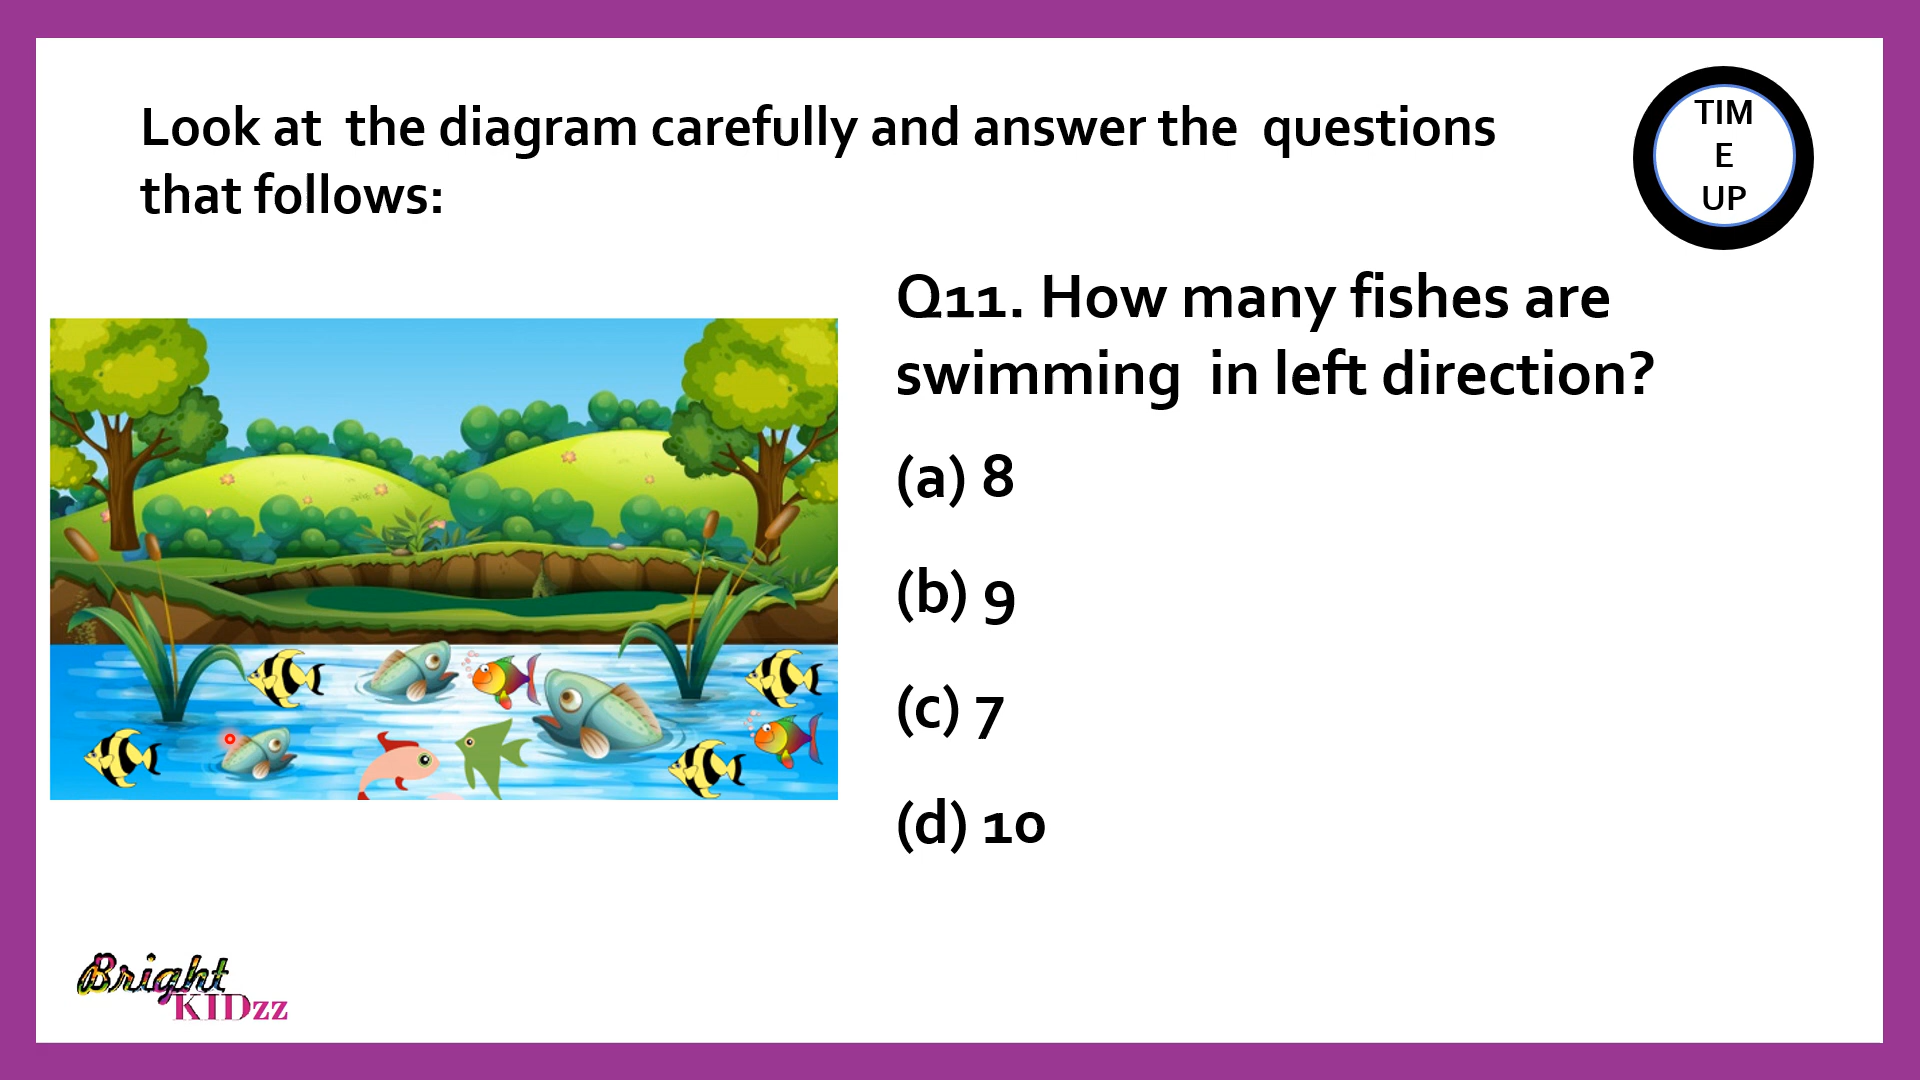 Look at  the diagram carefully and answer the  questions
that follows:
TIM
E
UP
Q11. How many fishes are
swimming  in left direction?
(a) 8
(b) 9
(c) 7
(d) 10
Bright
KIDzz